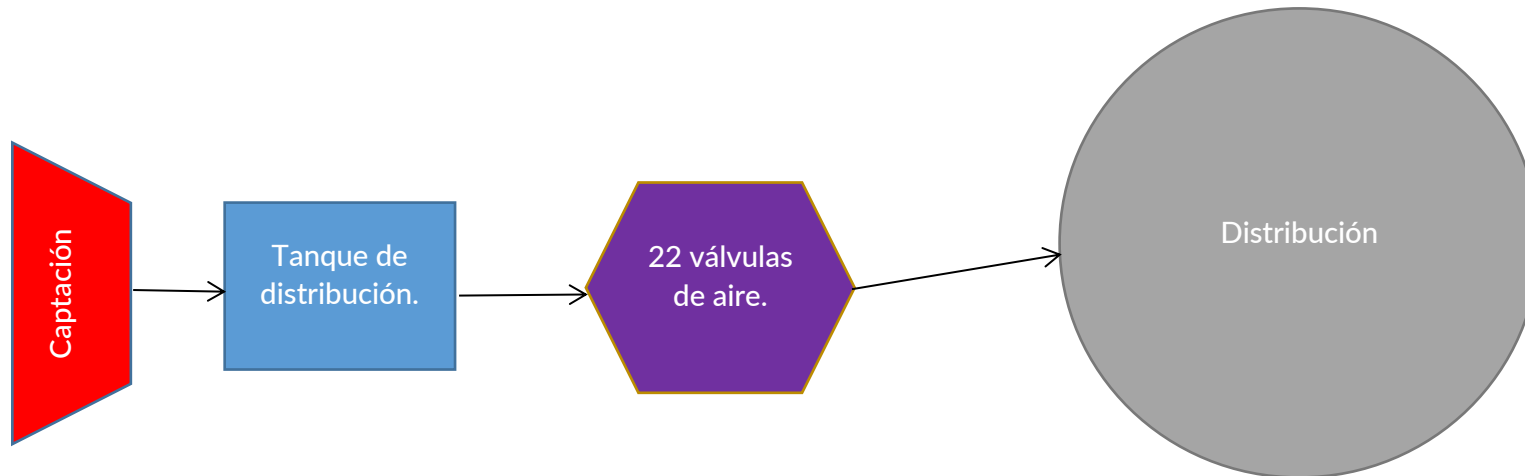 Captación
Tanque de
distribución.
22 válvulas
de aire.
Distribución